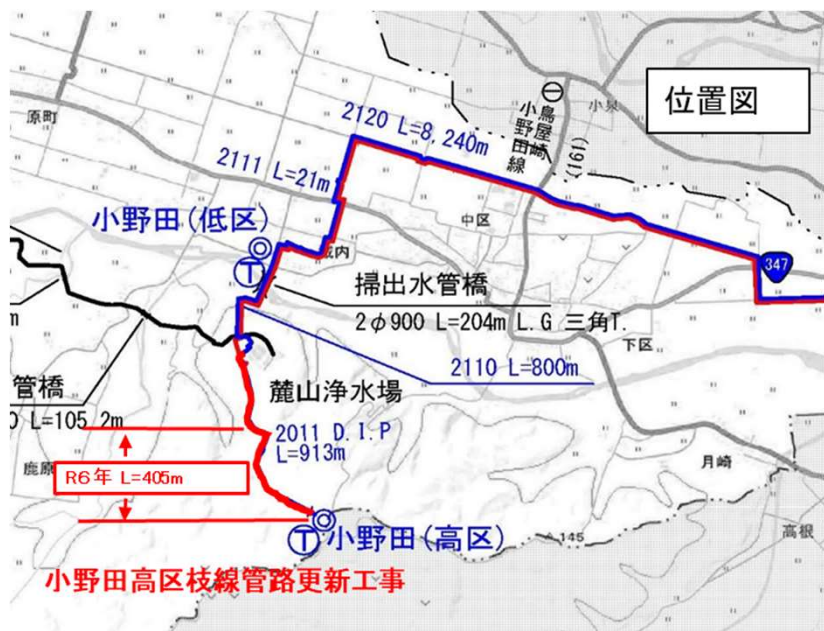 位置図
原町
小泉
鳥屋崎
小野田線
(191)
2120 L=8,240m
2111 L=21m
中区
小野田(低区)
T
城内
347
掃出水管橋
2φ900 L=204m L.G 三角T.
m
下区
2110 L=800m
管橋
0 L=105.2m
麓山浄水場
2011 D.I.P
L=913m
月崎
鹿原
R6年 L=405m
高根
T
小野田(高区)
145
小野田高区枝線管路更新工事